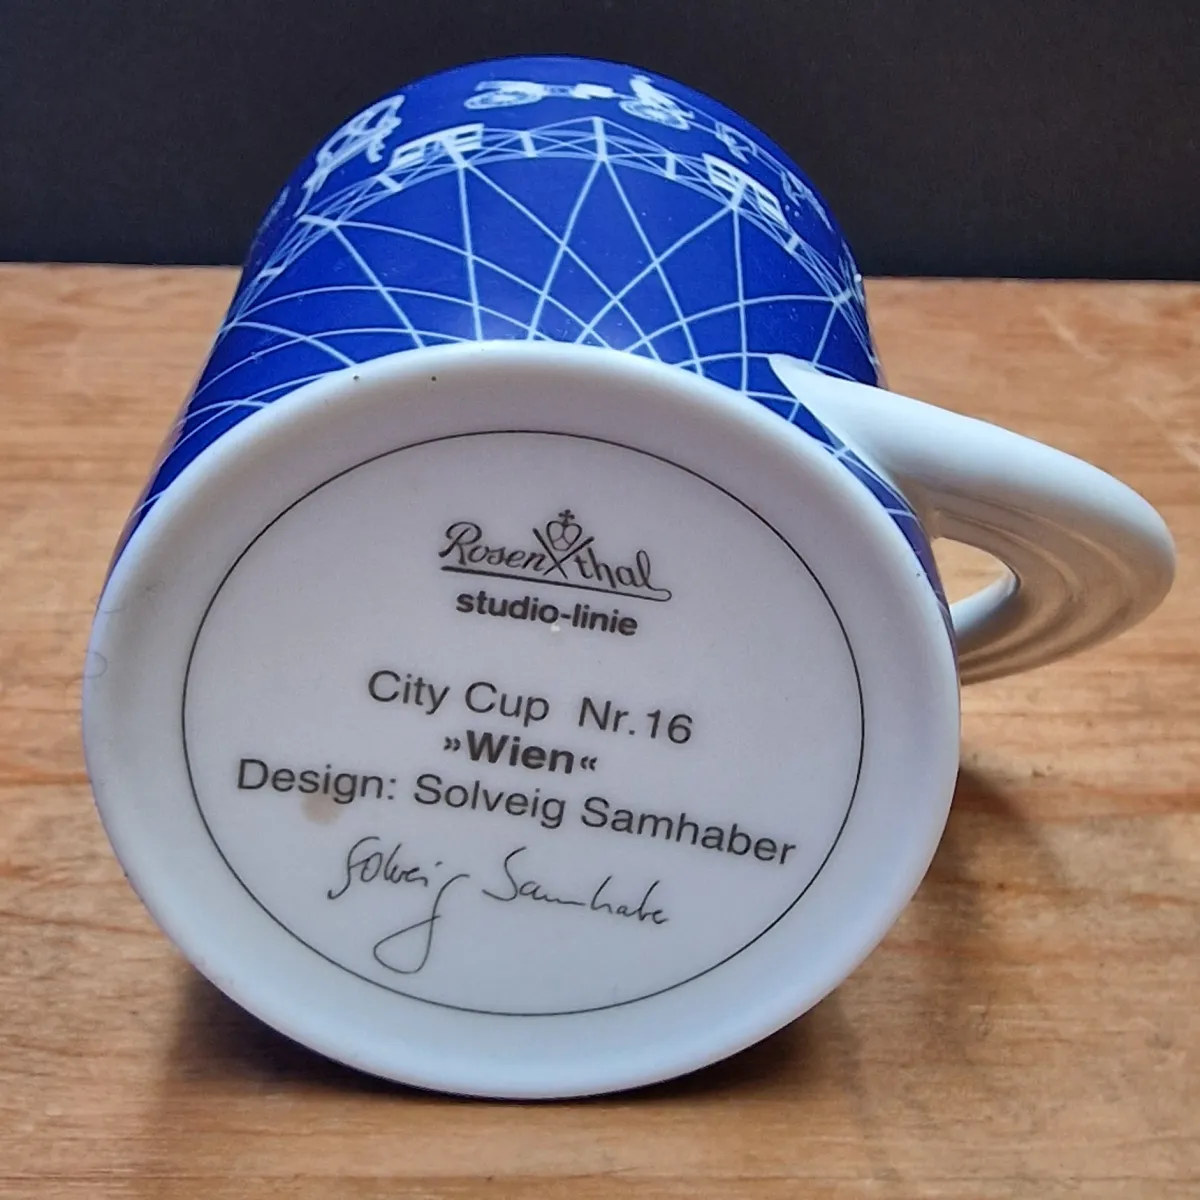 Rosenthal
studio-linie
City Cup Nr. 16
»Wien«
Design: Solveig Samhaber
Solveig Samhaber